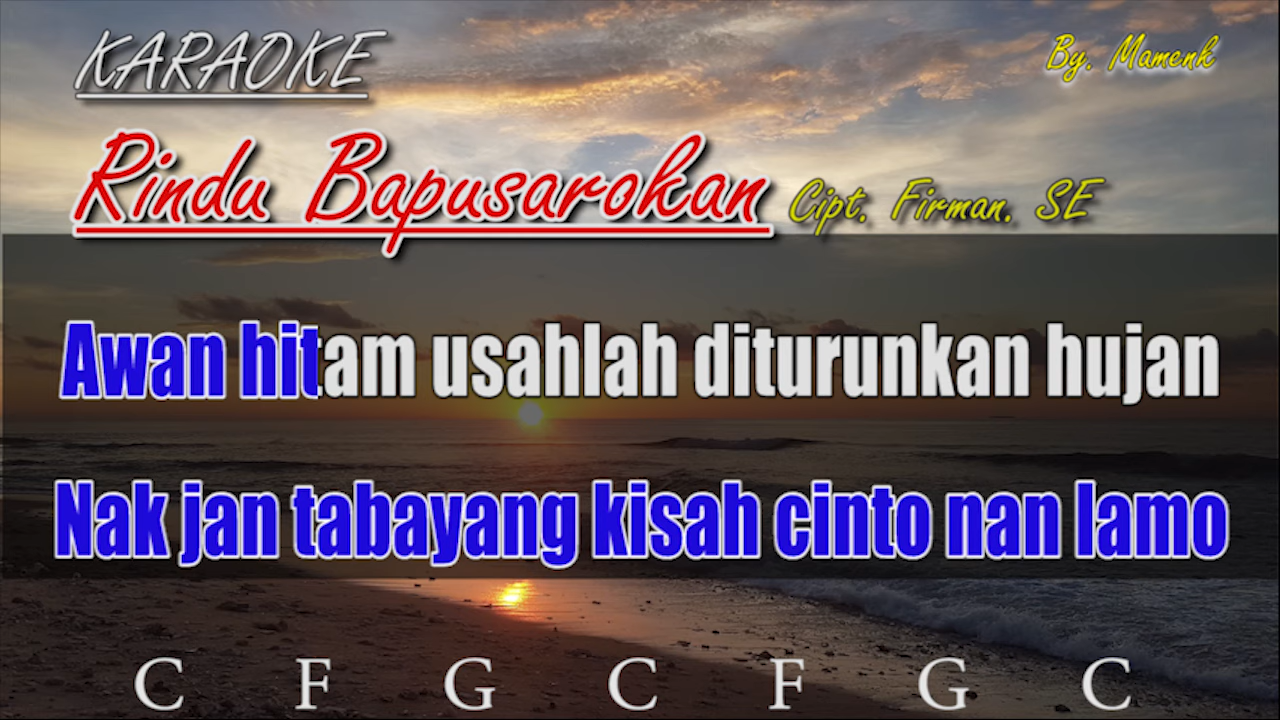 KARAOKE
By. Mamenk
Rindu Bapusarokan Cipt. Firman. SE
Awan hitam usahlah diturunkan hujan
Nak jan tabayang kisah cinto nan lamo
C F G C F G C